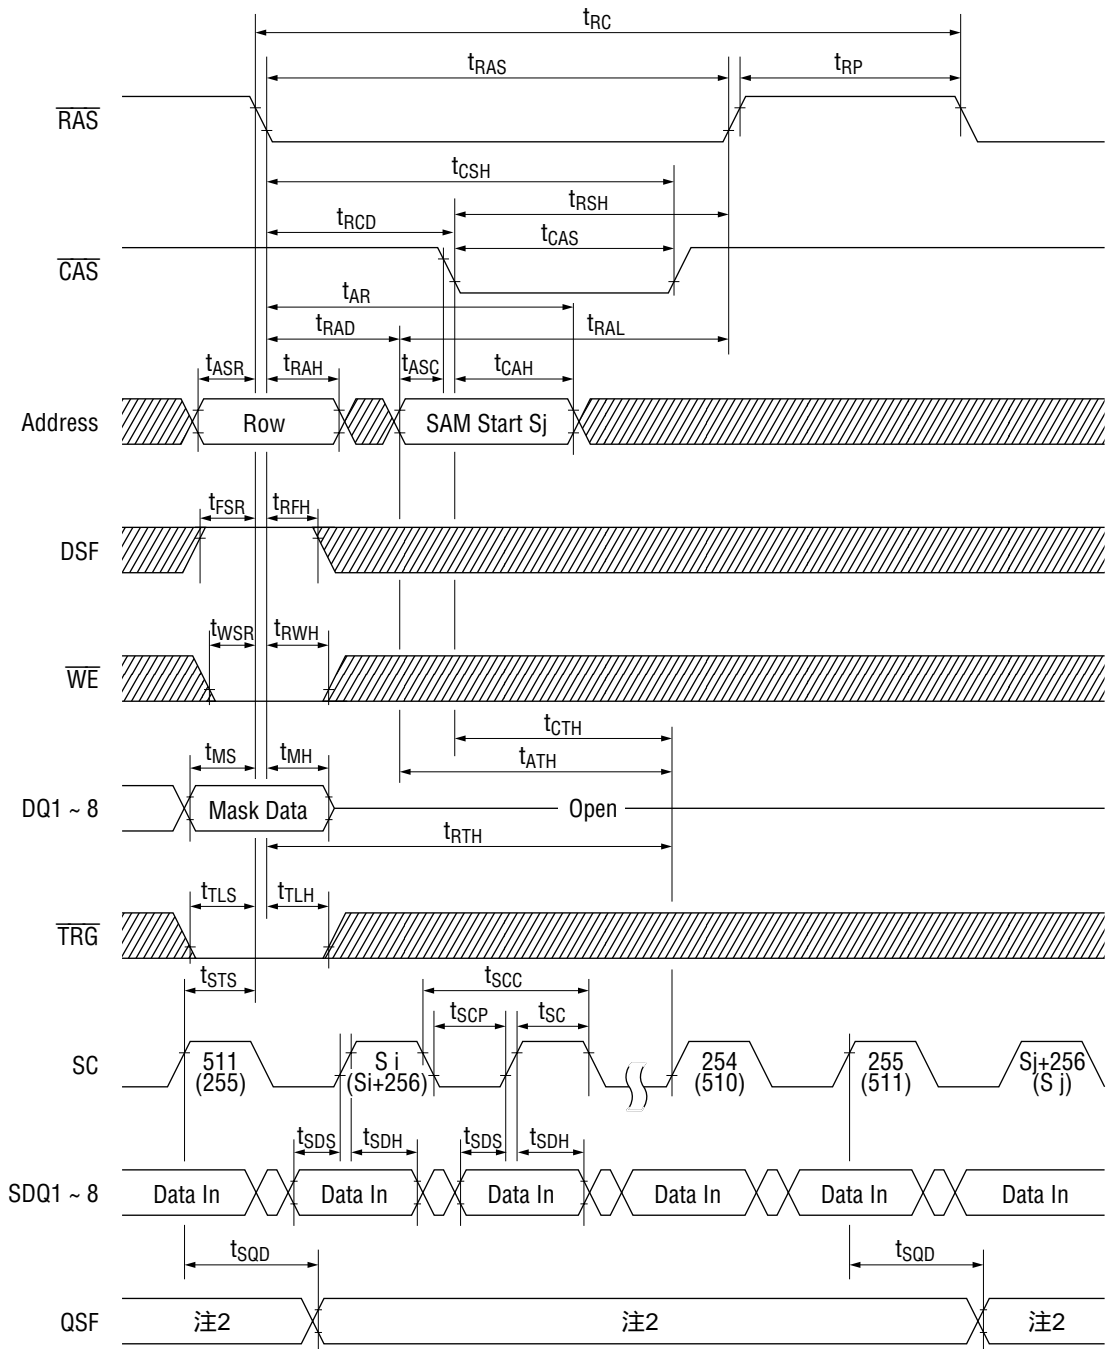 tRC
tRAS
tRP
RAS
tCSH
tRSH
tRCD
tCAS
CAS
tAR
tRAD
tRAL
tASR
tRAH
tASC
tCAH
Address
Row
SAM Start Sj
tFSR
tRFH
DSF
tWSR
tRWH
WE
tCTH
tATH
tMS
tMH
DQ1 ~ 8
Mask Data
Open
tRTH
tTLS
tTLH
TRG
tSTS
tSCC
tSCP
tSC
SC
511
(255)
S i
(Si+256)
254
(510)
255
(511)
Sj+256
(S j)
tSDS
tSDH
tSDS
tSDH
SDQ1 ~ 8
Data In
Data In
Data In
Data In
Data In
Data In
tSQD
tSQD
QSF
注2
注2
注2